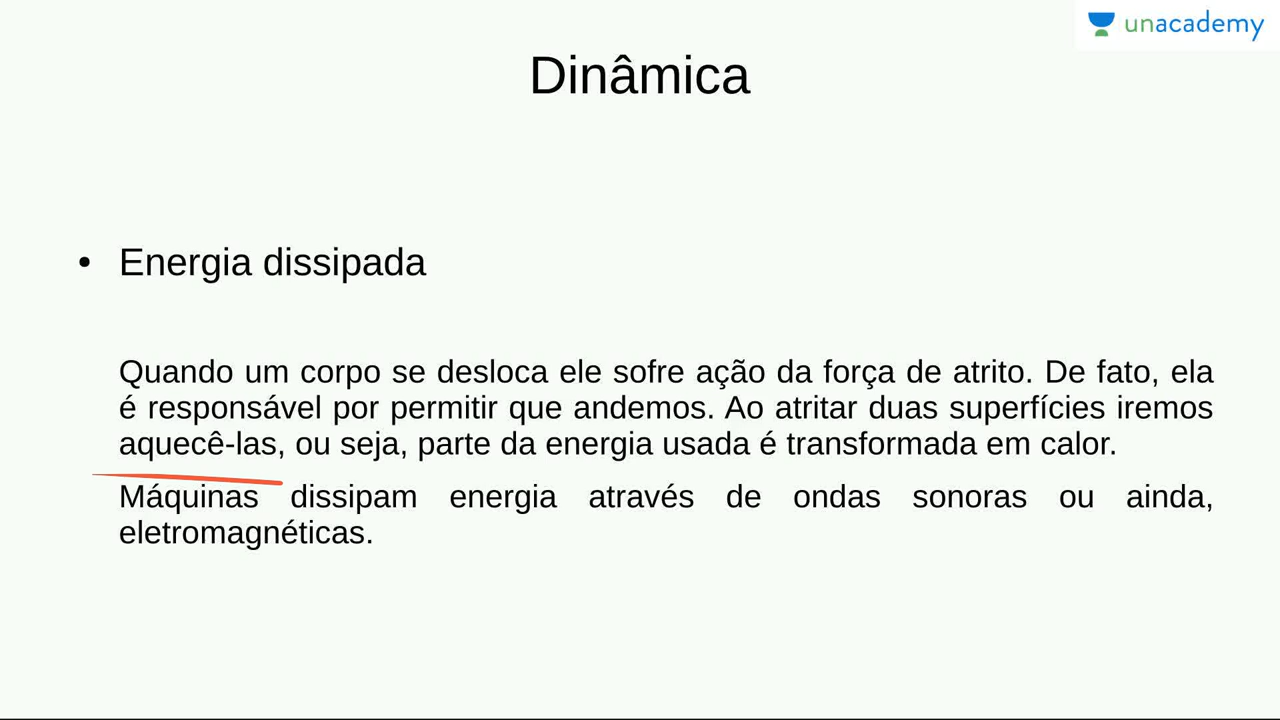 unacademy
Dinâmica
• Energia dissipada
Quando um corpo se desloca ele sofre ação da força de atrito. De fato, ela
é responsável por permitir que andemos. Ao atritar duas superfícies iremos
aquecê-las, ou seja, parte da energia usada é transformada em calor.
Máquinas dissipam energia através de ondas sonoras ou ainda,
eletromagnéticas.